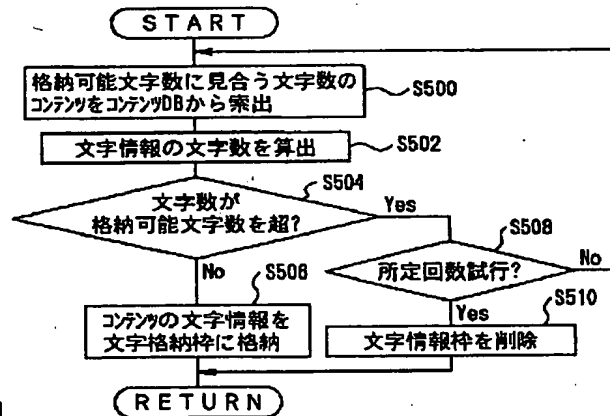 START
格納可能文字数に見合う文字数の
コンテンツをコンテンツDBから索出
S500
文字情報の文字数を算出
S502
文字数が
格納可能文字数を超?
S504
Yes
No
所定回数試行?
S508
No
Yes
コンテンツの文字情報を
文字格納枠に格納
S506
文字情報枠を削除
S510
RETURN